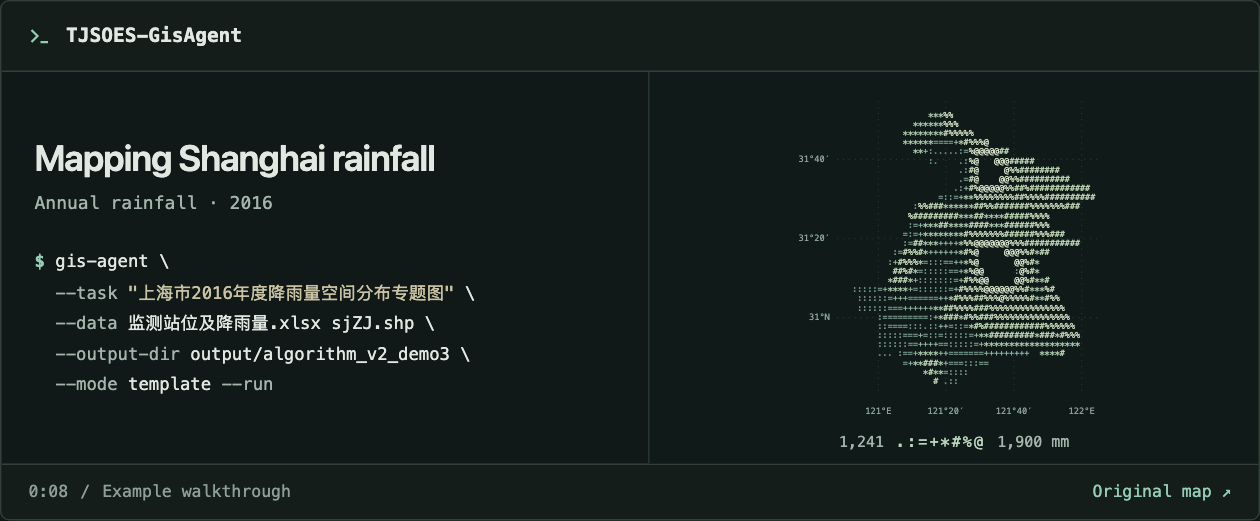 >_ TJSOES-GisAgent
Mapping Shanghai rainfall
Annual rainfall · 2016
$ gis-agent \
--task "上海市2016年度降雨量空间分布专题图" \
--data 监测站位及降雨量.xlsx sjZJ.shp \
--output-dir output/algorithm_v2_demo3 \
--mode template --run
31°40′
31°20′
31°N
121°E 121°20′ 121°40′ 122°E
1,241 .:=+*#%@ 1,900 mm
0:08 / Example walkthrough
Original map ↗